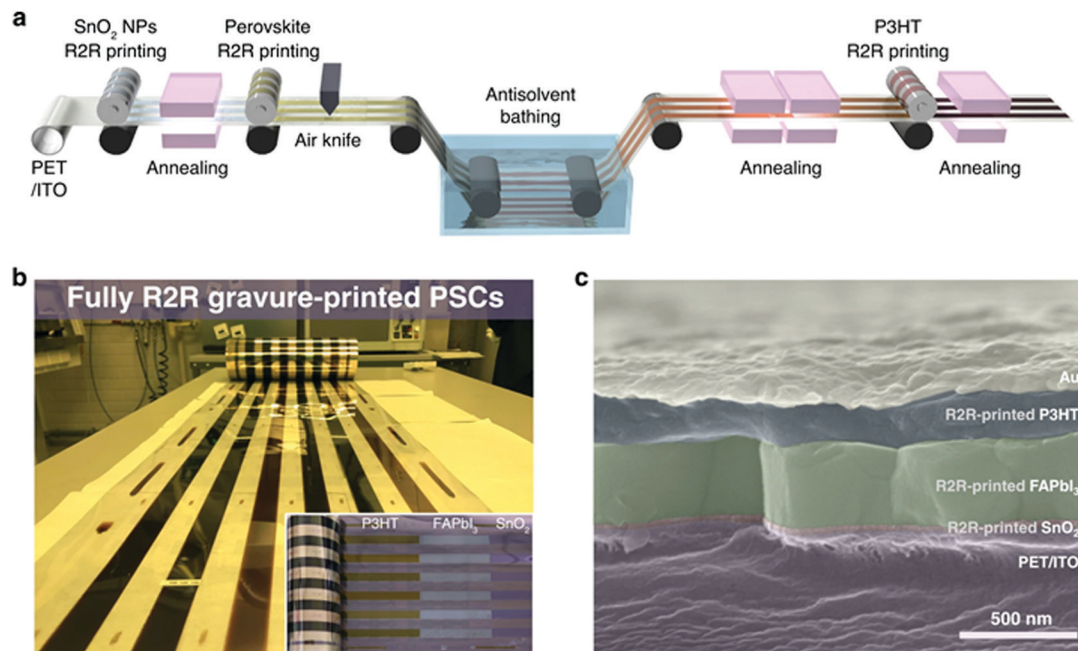 a
SnO₂ NPs
R2R printing
Perovskite
R2R printing
P3HT
R2R printing
Antisolvent
bathing
Air knife
PET
/ITO
Annealing
Annealing
Annealing
b
Fully R2R gravure-printed PSCs
P3HT FAPbI₃ SnO₂
c
Au
R2R-printed P3HT
R2R-printed FAPbI₃
R2R-printed SnO₂
PET/ITO
500 nm